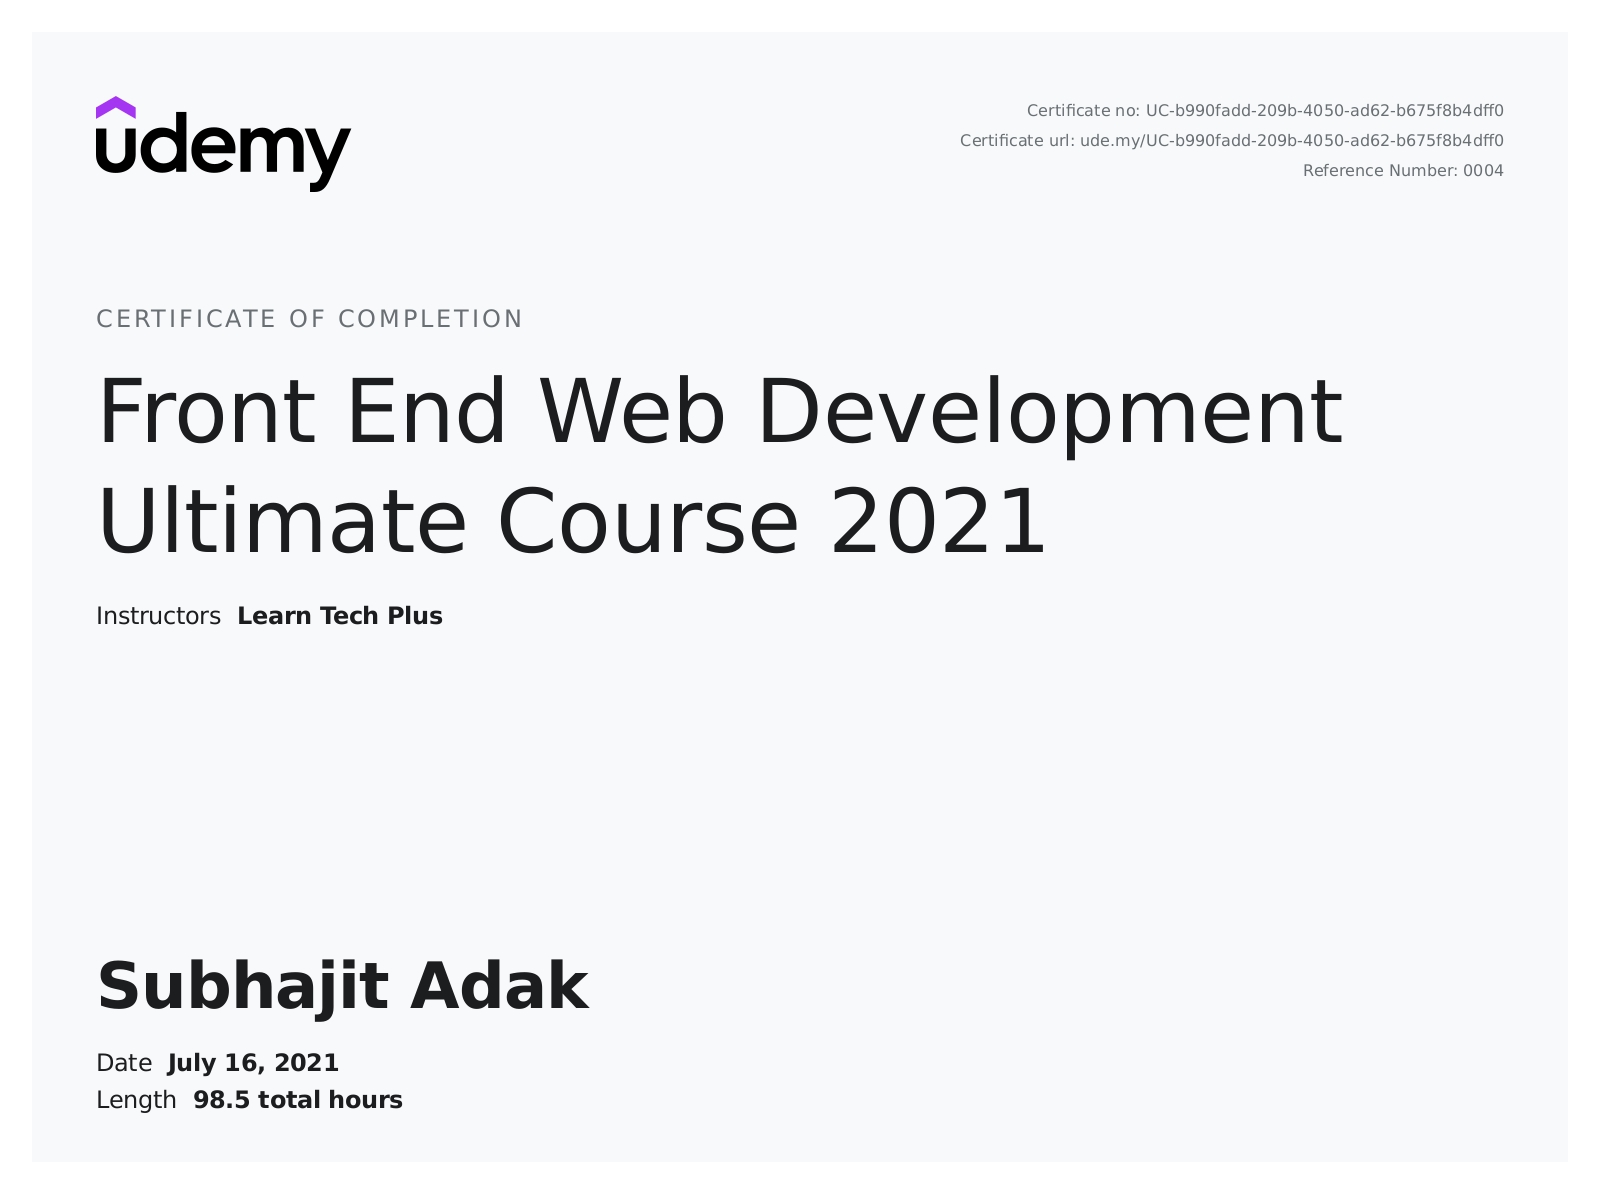 udemy
Certificate no: UC-b990fadd-209b-4050-ad62-b675f8b4dff0
Certificate url: ude.my/UC-b990fadd-209b-4050-ad62-b675f8b4dff0
Reference Number: 0004
CERTIFICATE OF COMPLETION
Front End Web Development
Ultimate Course 2021
Instructors Learn Tech Plus
Subhajit Adak
Date July 16, 2021
Length 98.5 total hours